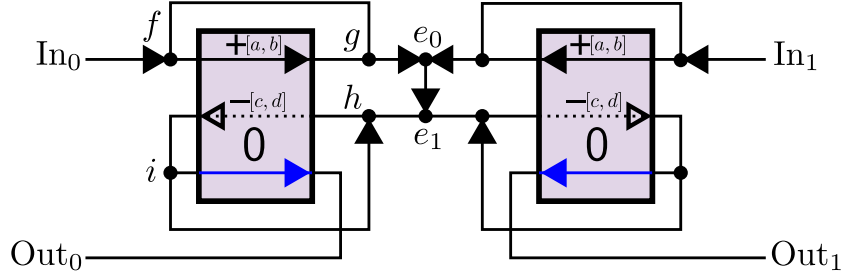 f g e₀
In₀ +[a, b] +[a, b] In₁
h −[c, d] −[c, d]
e₁
0 0
i
Out₀ Out₁